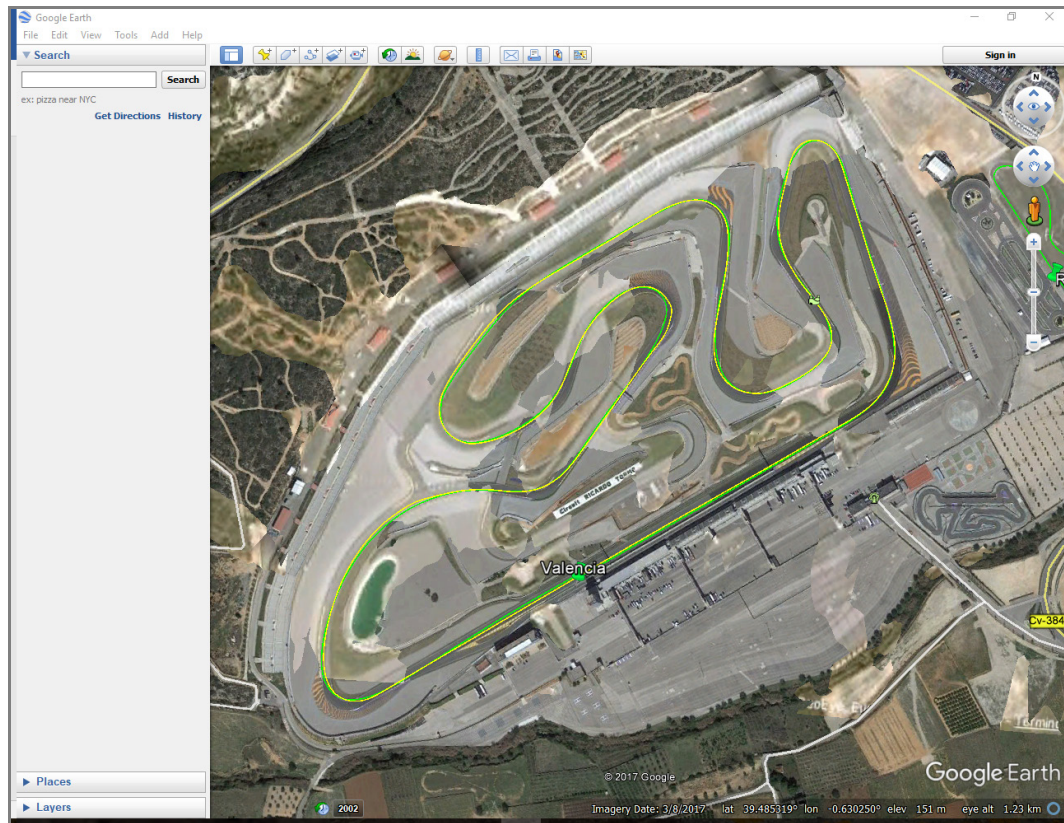 Google Earth
File Edit View Tools Add Help
Search
Sign in
Search
ex: pizza near NYC
Get Directions History
N
R
Circuit RICARDO TORMO
Valencia
Cv-384
© 2017 Google
Google Earth
Places
Layers
2002
Imagery Date: 3/8/2017 lat 39.485319° lon -0.630250° elev 151 m eye alt 1.23 km